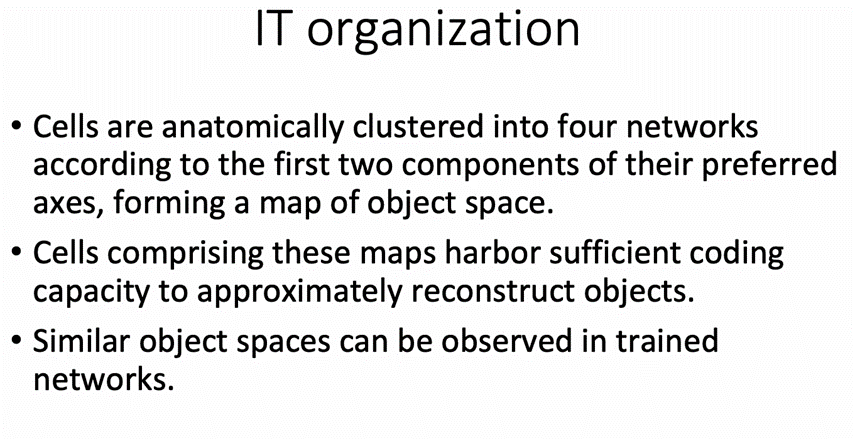 IT organization
• Cells are anatomically clustered into four networks
according to the first two components of their preferred
axes, forming a map of object space.
• Cells comprising these maps harbor sufficient coding
capacity to approximately reconstruct objects.
• Similar object spaces can be observed in trained
networks.